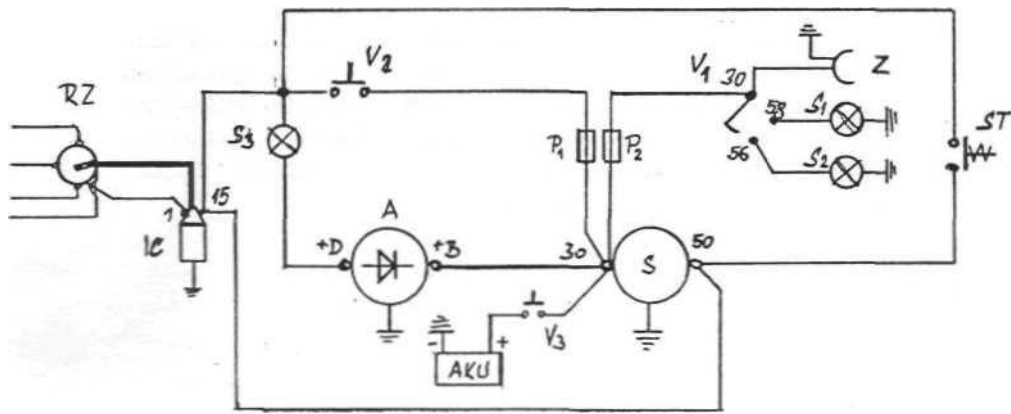 V2
V1 30
Z
RZ
58 S1
ST
S3
P1 P2
56 S2
1 15
A
IC
+D +B
30 S 50
V3
- +
AKU